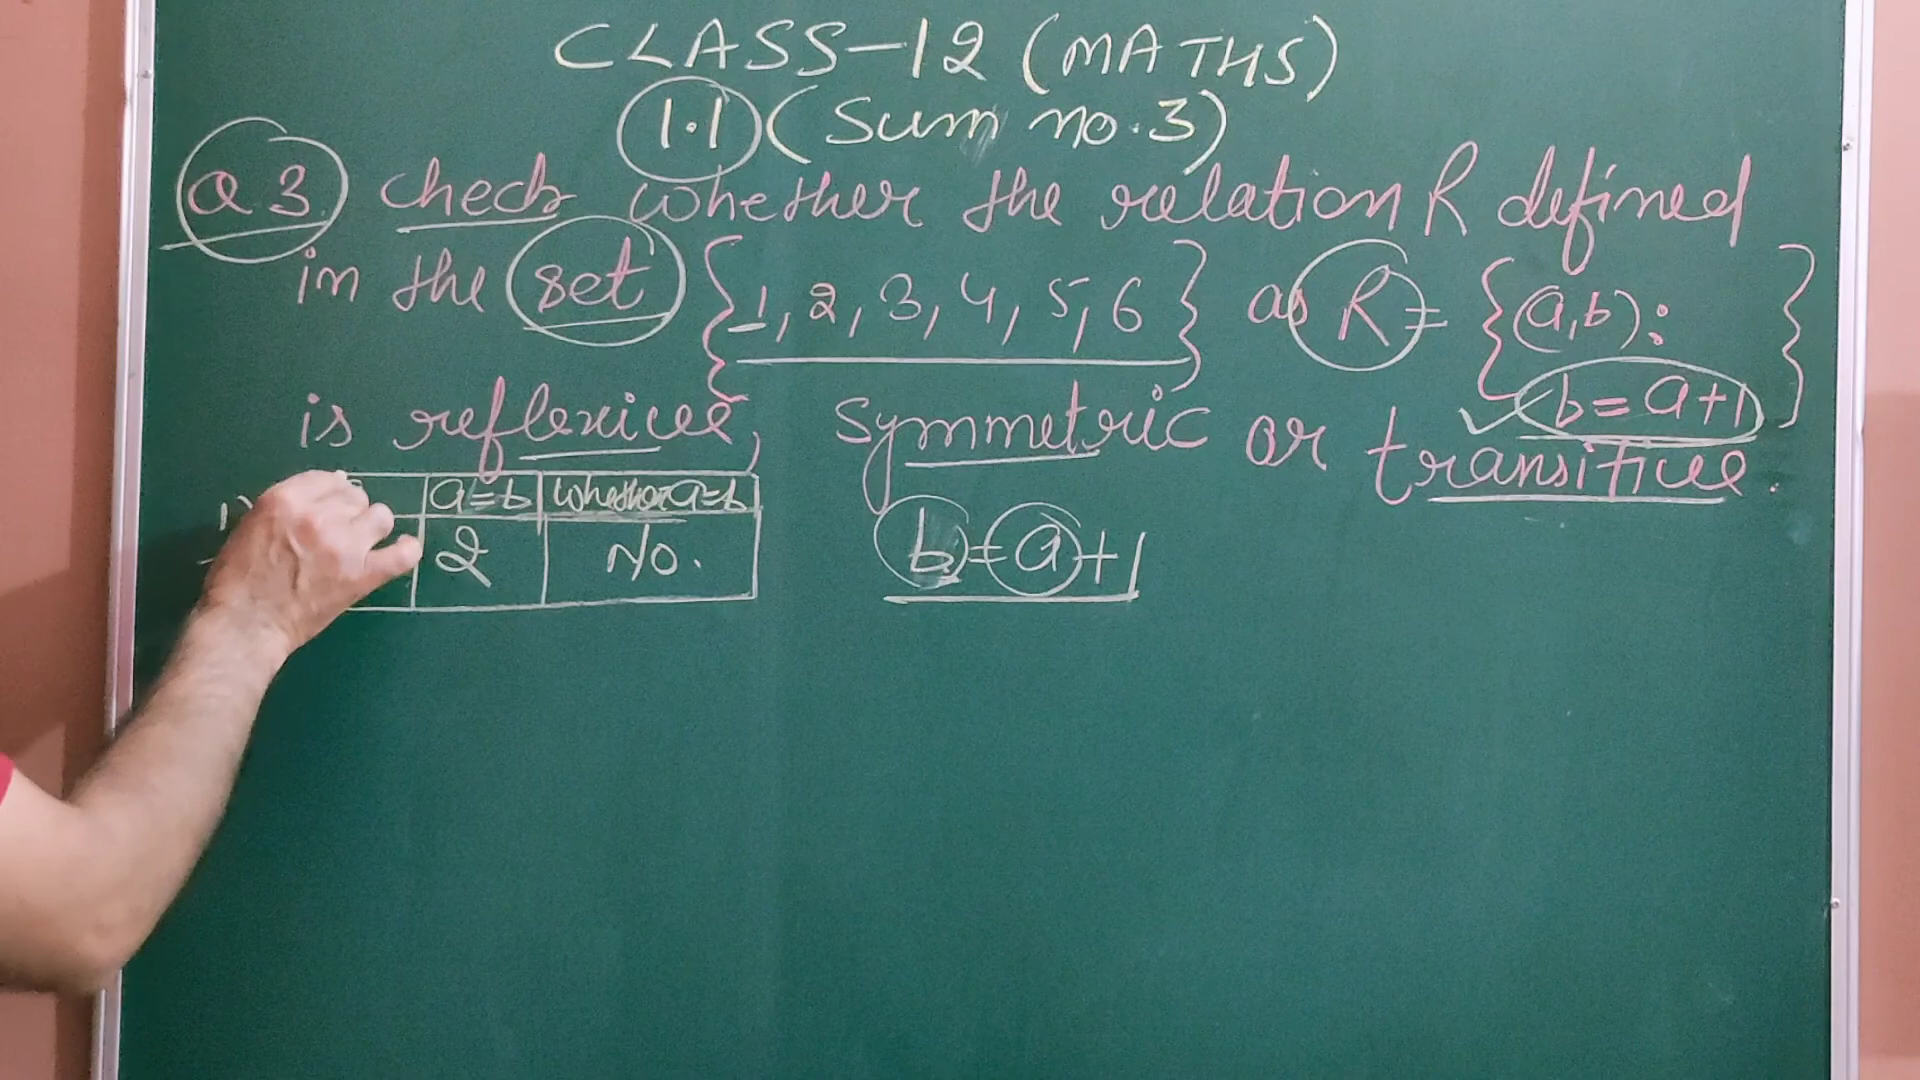 CLASS-12 (MATHS)
1.1 (Sum no. 3)
Q 3. check whether the relation R defined
in the set {1, 2, 3, 4, 5, 6} as R = {(a,b):
b = a+1}
is reflexive, symmetric or transitive.
a=b whether a=b
2 No.
b = a+1